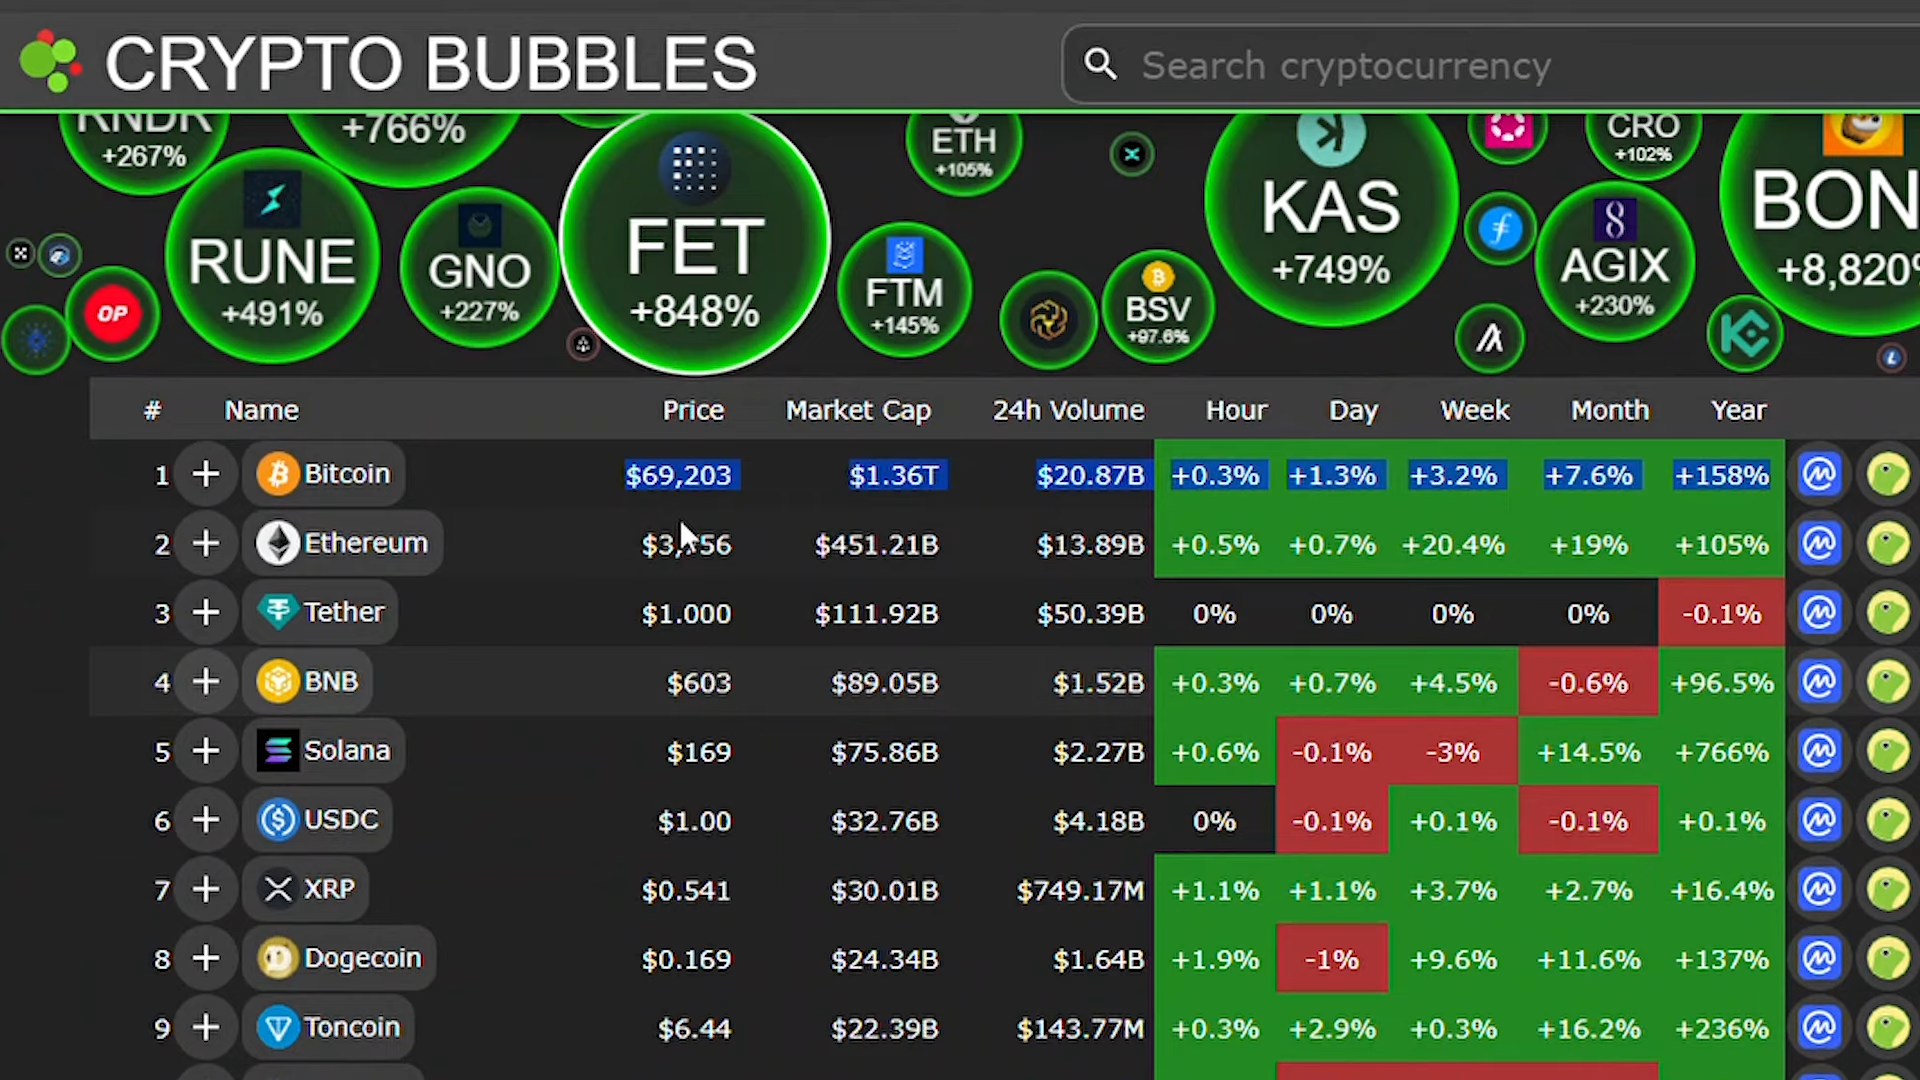 CRYPTO BUBBLES
Search cryptocurrency
RNDR
+267%
+766%
ETH
+105%
CRO
+102%
FET
+848%
KAS
+749%
RUNE
+491%
GNO
+227%
FTM
+145%
BSV
+97.6%
AGIX
+230%
+8,820%
OP
# Name Price Market Cap 24h Volume Hour Day Week Month Year
1 + Bitcoin $69,203 $1.36T $20.87B +0.3% +1.3% +3.2% +7.6% +158%
2 + Ethereum +0.5% +0.7% +20.4% +19% +105% $451.21B $13.89B
3 + Tether $1.000 $111.92B $50.39B 0% 0% 0% 0% -0.1%
4 + BNB $603 $89.05B $1.52B +0.3% +0.7% +4.5% -0.6% +96.5%
5 + Solana $169 $75.86B $2.27B +0.6% -0.1% -3% +14.5% +766%
6 + USDC $1.00 $32.76B $4.18B 0% -0.1% +0.1% -0.1% +0.1%
7 + XRP $0.541 $30.01B $749.17M +1.1% +1.1% +3.7% +2.7% +16.4%
8 + Dogecoin $0.169 $24.34B $1.64B +1.9% -1% +9.6% +11.6% +137%
9 + Toncoin $6.44 $22.39B $143.77M +0.3% +2.9% +0.3% +16.2% +236%